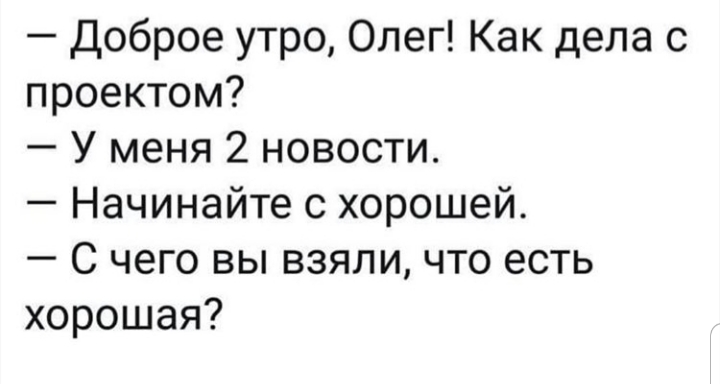 — Доброе утро, Олег! Как дела с
проектом?
— У меня 2 новости.
— Начинайте с хорошей.
— С чего вы взяли, что есть
хорошая?